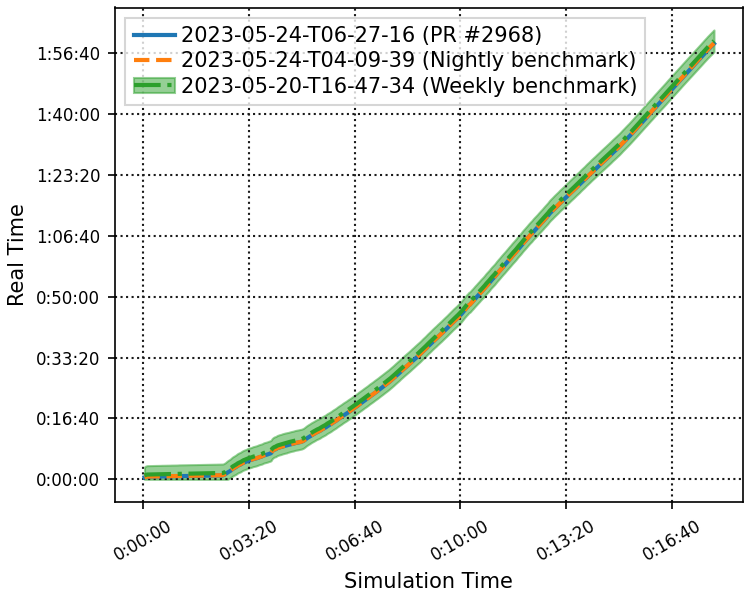 2023-05-24-T06-27-16 (PR #2968)
2023-05-24-T04-09-39 (Nightly benchmark)
2023-05-20-T16-47-34 (Weekly benchmark)
Real Time
1:56:40
1:40:00
1:23:20
1:06:40
0:50:00
0:33:20
0:16:40
0:00:00
0:00:00
0:03:20
0:06:40
0:10:00
0:13:20
0:16:40
Simulation Time